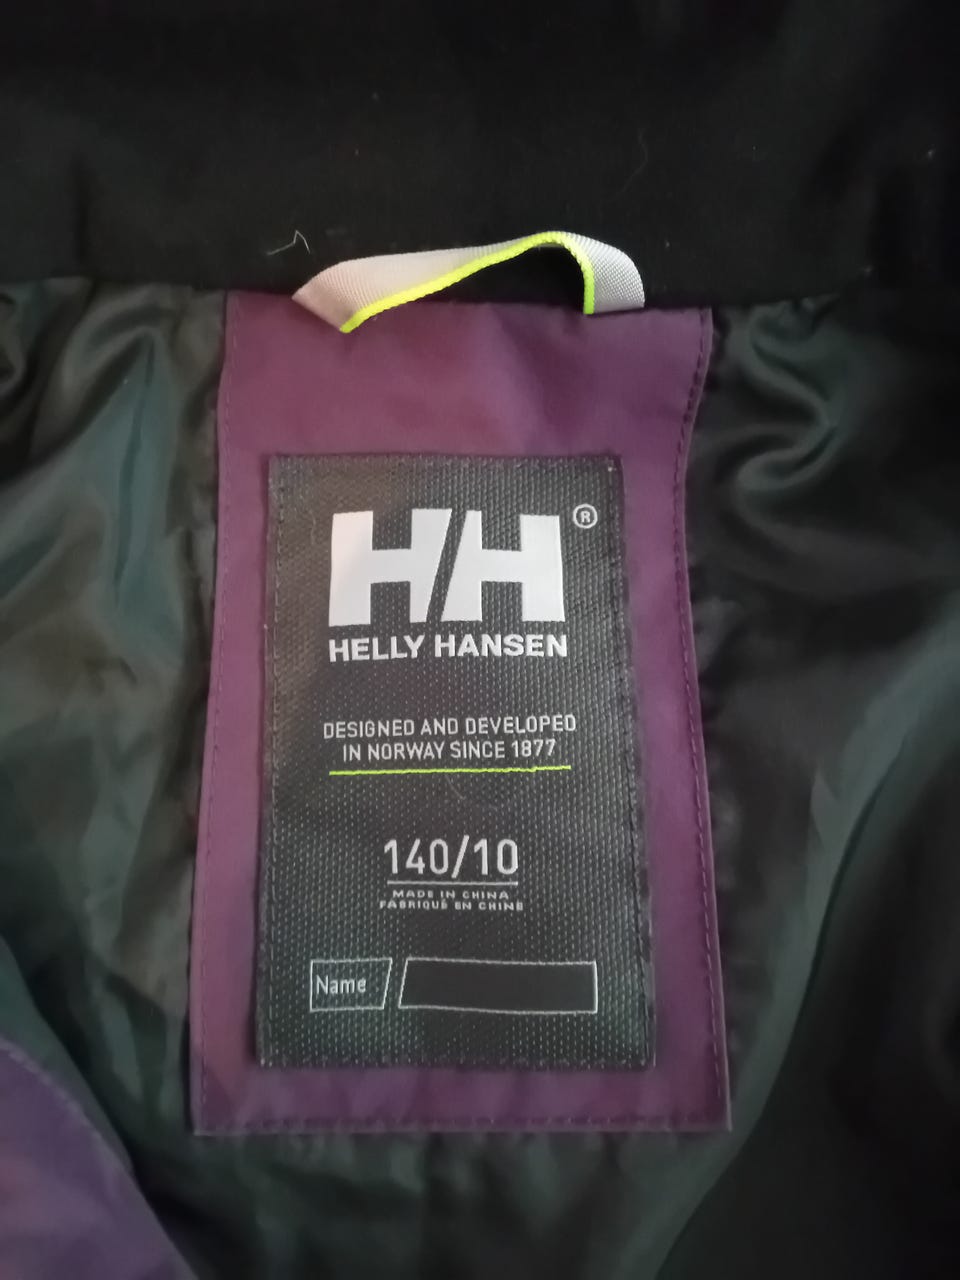 HH®
HELLY HANSEN
DESIGNED AND DEVELOPED
IN NORWAY SINCE 1877
140/10
MADE IN CHINA
FABRIQUÉ EN CHINE
Name